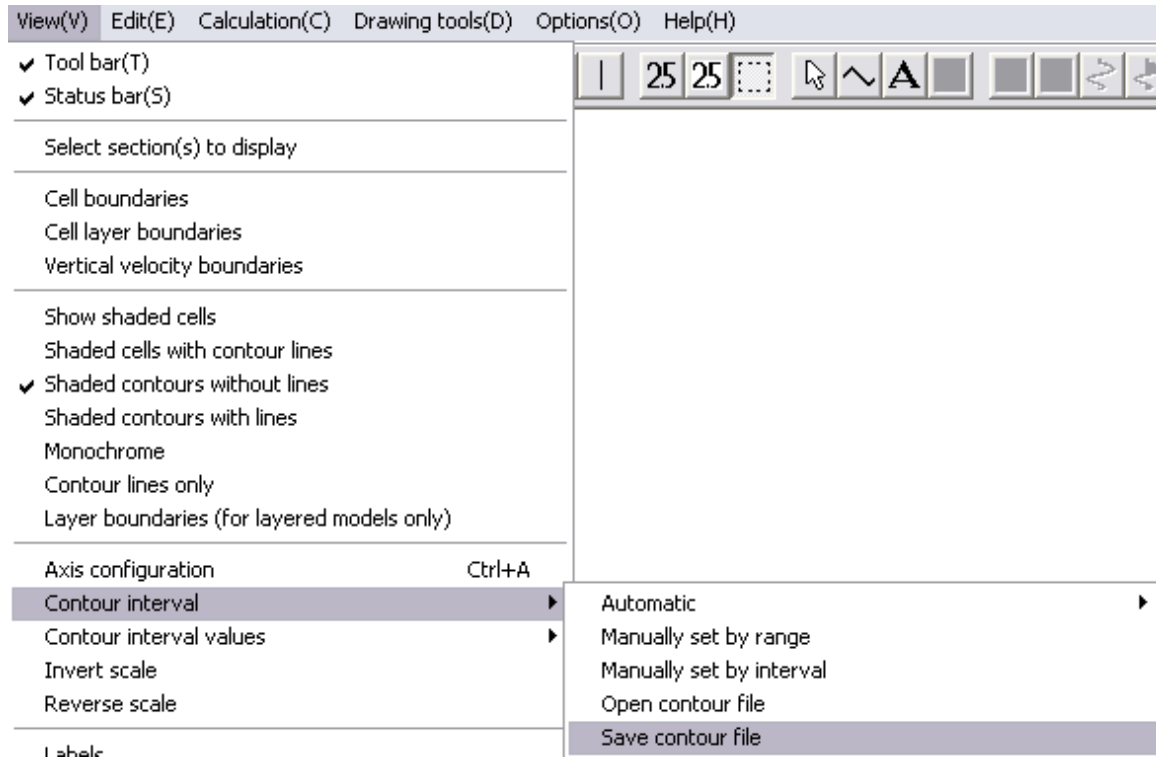 View(V) Edit(E) Calculation(C) Drawing tools(D) Options(O) Help(H)
Tool bar(T)
Status bar(S)
25 25 A
Select section(s) to display
Cell boundaries
Cell layer boundaries
Vertical velocity boundaries
Show shaded cells
Shaded cells with contour lines
Shaded contours without lines
Shaded contours with lines
Monochrome
Contour lines only
Layer boundaries (for layered models only)
Axis configuration Ctrl+A
Contour interval
Contour interval values
Invert scale
Reverse scale
Labels
Automatic
Manually set by range
Manually set by interval
Open contour file
Save contour file